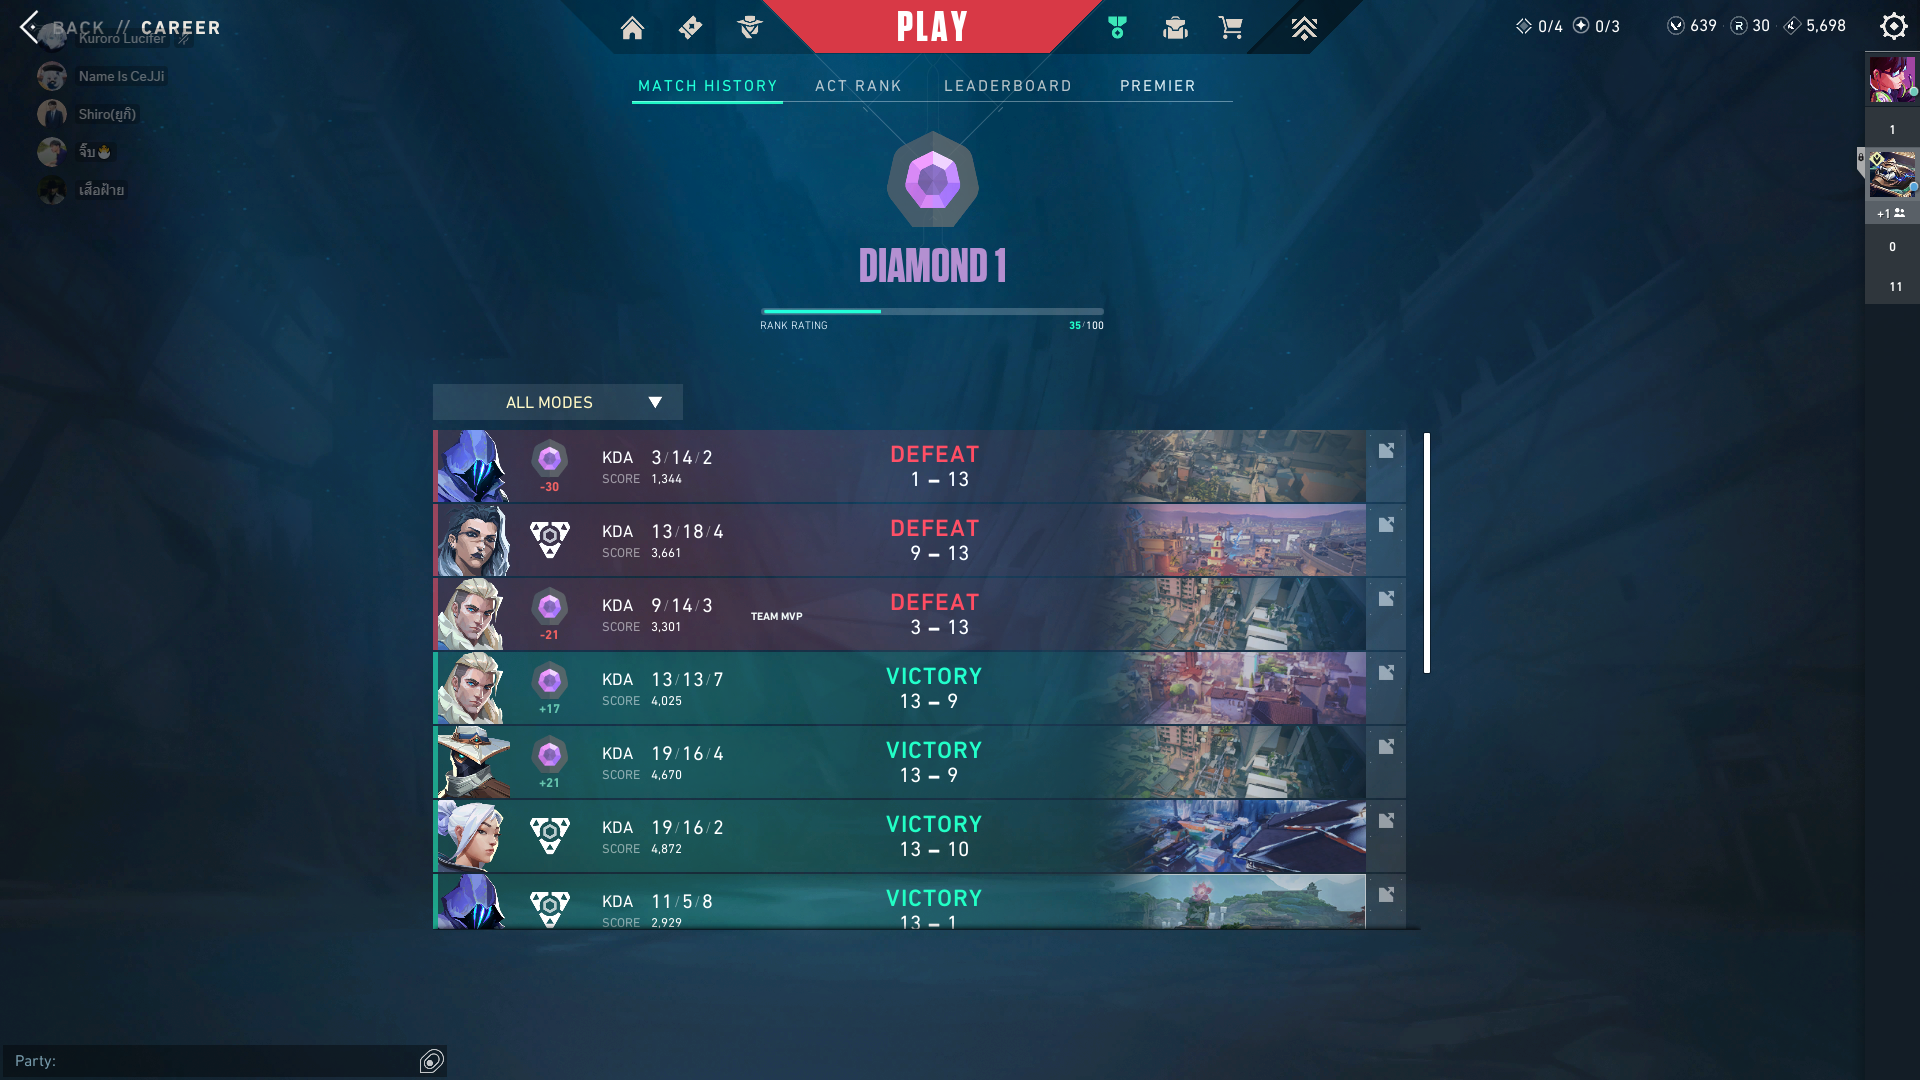 BACK // CAREER
PLAY
0/4 0/3 639 30 5,698
Kuroro Lucifer
Name Is CeJJi
Shiro(ยูกิ)
จิ๊บ🐣
เสือฝ้าย
MATCH HISTORY ACT RANK LEADERBOARD PREMIER
1
+1
0
11
DIAMOND 1
RANK RATING 35/100
ALL MODES
KDA 3/14/2 DEFEAT
-30 SCORE 1,344 1 – 13
KDA 13/18/4 DEFEAT
SCORE 3,661 9 – 13
KDA 9/14/3 TEAM MVP DEFEAT
-21 SCORE 3,301 3 – 13
KDA 13/13/7 VICTORY
+17 SCORE 4,025 13 – 9
KDA 19/16/4 VICTORY
+21 SCORE 4,670 13 – 9
KDA 19/16/2 VICTORY
SCORE 4,872 13 – 10
KDA 11/5/8 VICTORY
SCORE 2,929 13 – 1
Party: